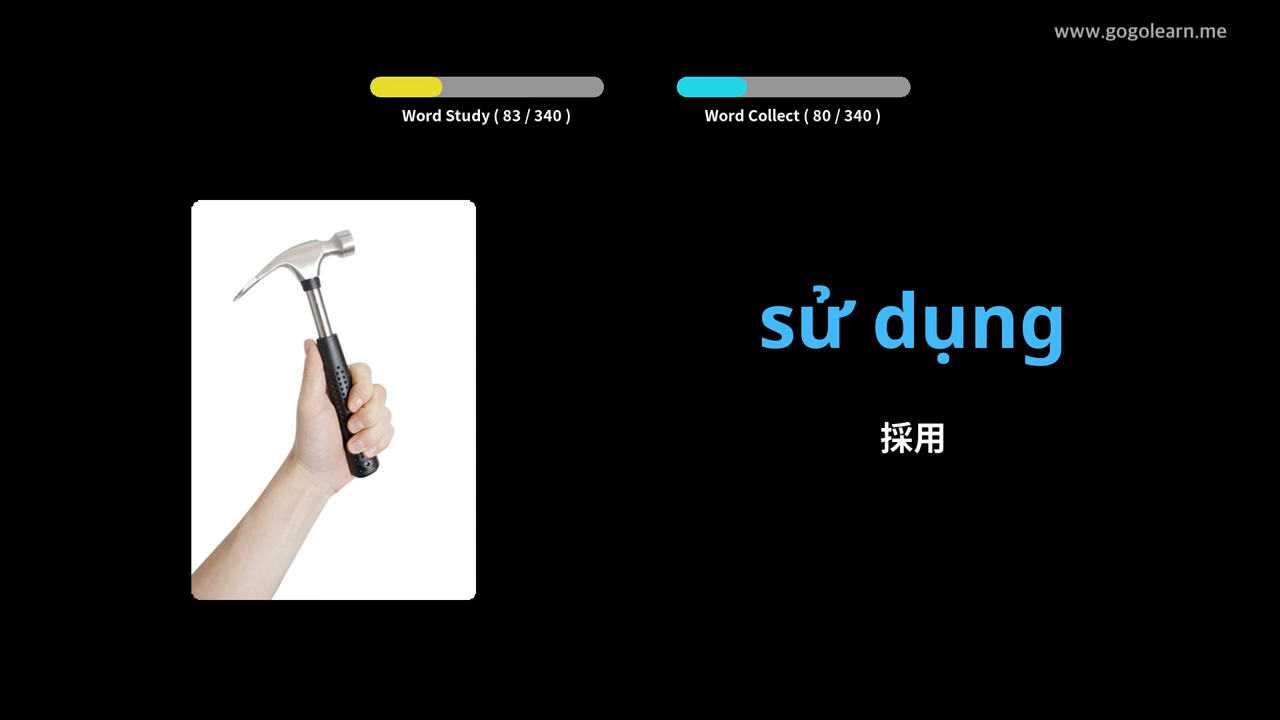 www.gogolearn.me
Word Study ( 83 / 340 )
Word Collect ( 80 / 340 )
sử dụng
採用